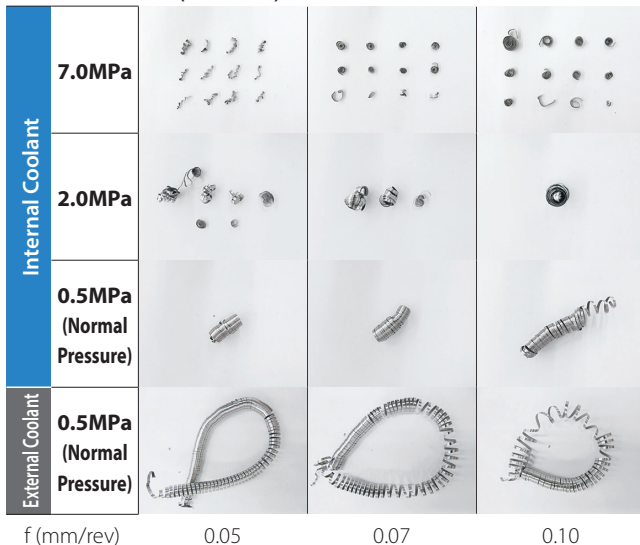 Internal Coolant
7.0MPa
2.0MPa
0.5MPa
(Normal
Pressure)
External Coolant
0.5MPa
(Normal
Pressure)
f (mm/rev) 0.05 0.07 0.10